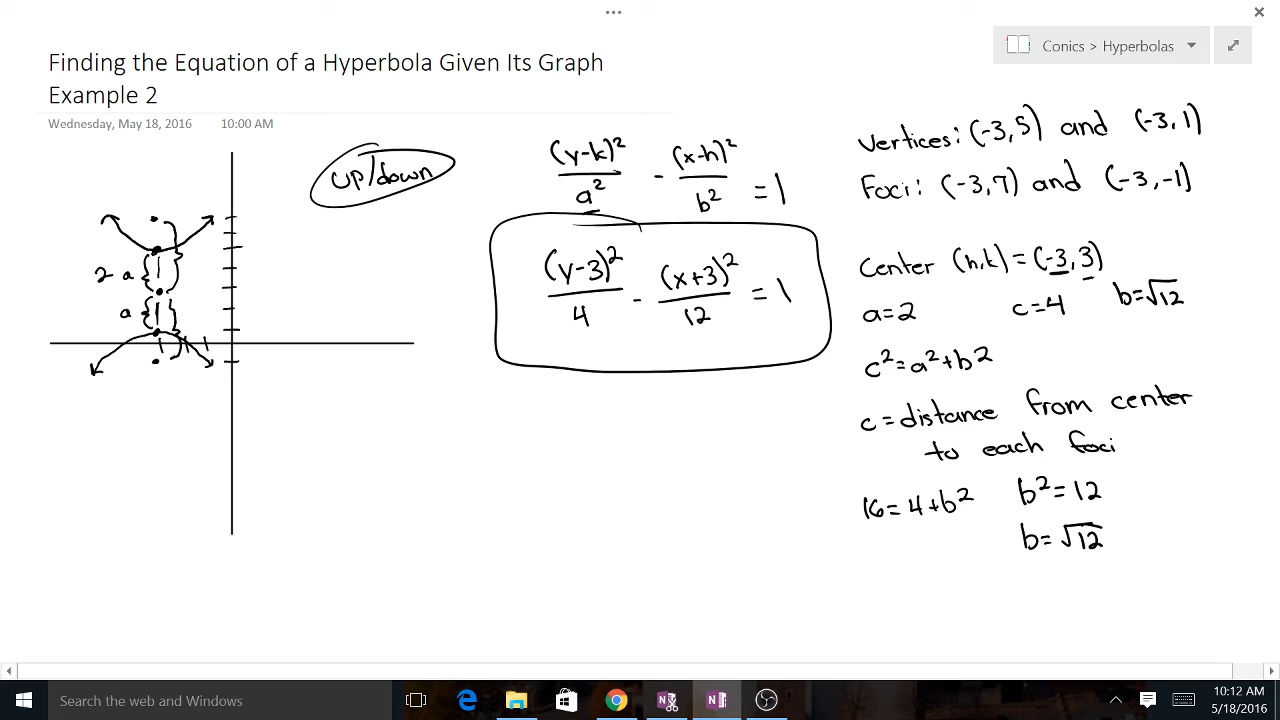 Conics > Hyperbolas
Finding the Equation of a Hyperbola Given Its Graph
Example 2
Wednesday, May 18, 2016 10:00 AM
up/down
2 a
a
(y-k)²/a² - (x-h)²/b² = 1
(y-3)²/4 - (x+3)²/12 = 1
Vertices: (-3,5) and (-3,1)
Foci: (-3,7) and (-3,-1)
Center (h,k) = (-3,3)
a=2 c=4 b=√12
c²=a²+b²
c = distance from center
to each foci
16=4+b² b²=12
b=√12
Search the web and Windows
10:12 AM
5/18/2016